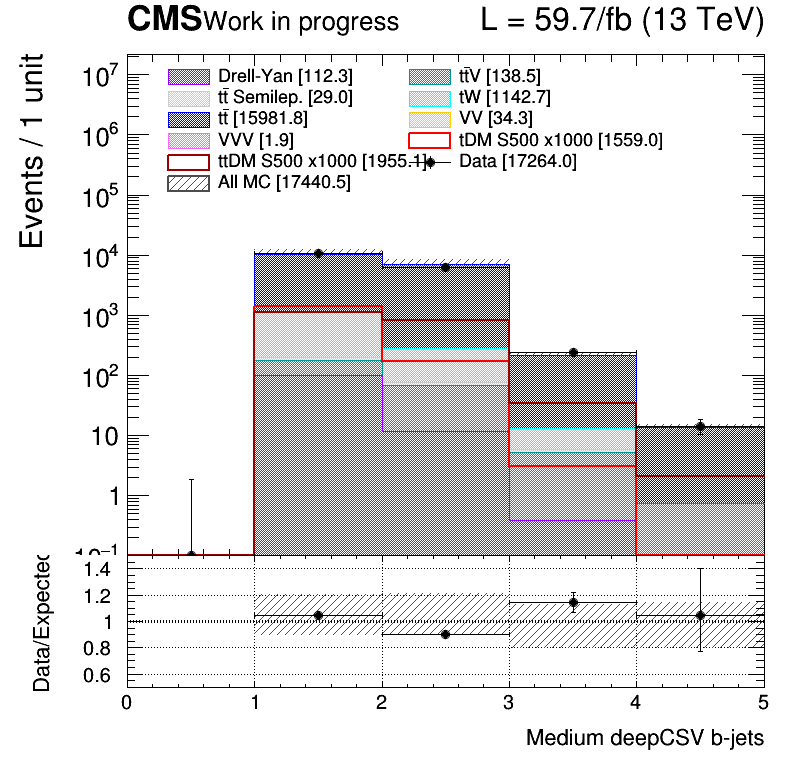 CMS Work in progress L = 59.7/fb (13 TeV)
Events / 1 unit
10⁷
10⁶
10⁵
10⁴
10³
10²
10
1
10⁻¹
Drell-Yan [112.3]
tt̄V [138.5]
tt̄ Semilep. [29.0]
tW [1142.7]
tt̄ [15981.8]
VV [34.3]
VVV [1.9]
tDM S500 x1000 [1559.0]
ttDM S500 x1000 [1955.1]
Data [17264.0]
All MC [17440.5]
Data/Expected
1.4
1.2
1
0.8
0.6
0 1 2 3 4 5
Medium deepCSV b-jets